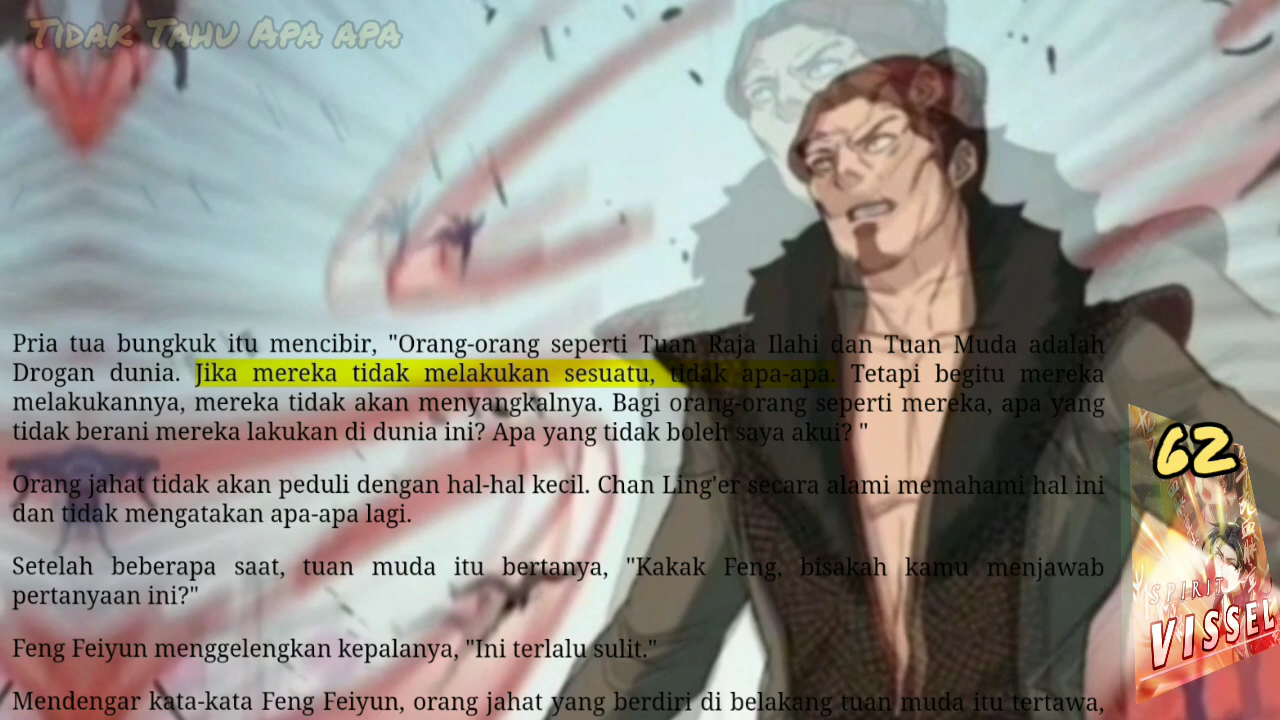 Tidak Tahu Apa apa
Pria tua bungkuk itu mencibir, "Orang-orang seperti Tuan Raja Ilahi dan Tuan Muda adalah
Drogan dunia. Jika mereka tidak melakukan sesuatu, tidak apa-apa. Tetapi begitu mereka
melakukannya, mereka tidak akan menyangkalnya. Bagi orang-orang seperti mereka, apa yang
tidak berani mereka lakukan di dunia ini? Apa yang tidak boleh saya akui? "
Orang jahat tidak akan peduli dengan hal-hal kecil. Chan Ling'er secara alami memahami hal ini
dan tidak mengatakan apa-apa lagi.
Setelah beberapa saat, tuan muda itu bertanya, "Kakak Feng, bisakah kamu menjawab
pertanyaan ini?"
Feng Feiyun menggelengkan kepalanya, "Ini terlalu sulit."
Mendengar kata-kata Feng Feiyun, orang jahat yang berdiri di belakang tuan muda itu tertawa,
62
SPIRIT
VISSEL